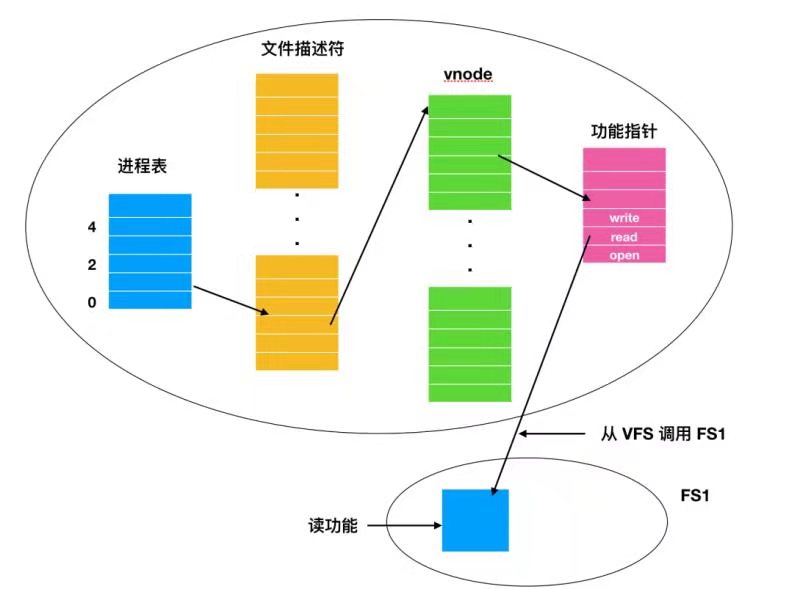 文件描述符
vnode
功能指针
进程表
write
4
read
2
open
0
从 VFS 调用 FS1
FS1
读功能